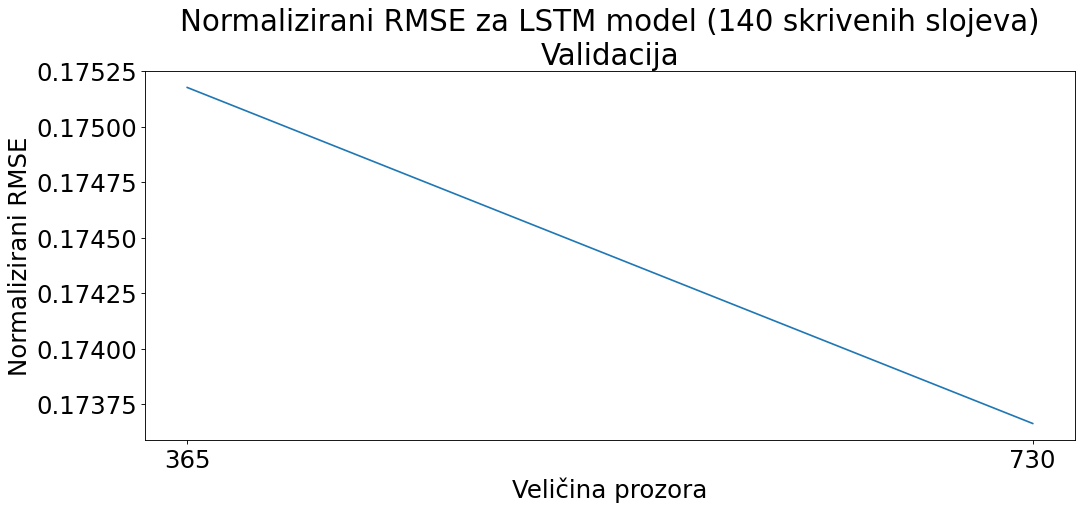 Normalizirani RMSE za LSTM model (140 skrivenih slojeva)
Validacija
Normalizirani RMSE
0.17525
0.17500
0.17475
0.17450
0.17425
0.17400
0.17375
365
730
Veličina prozora